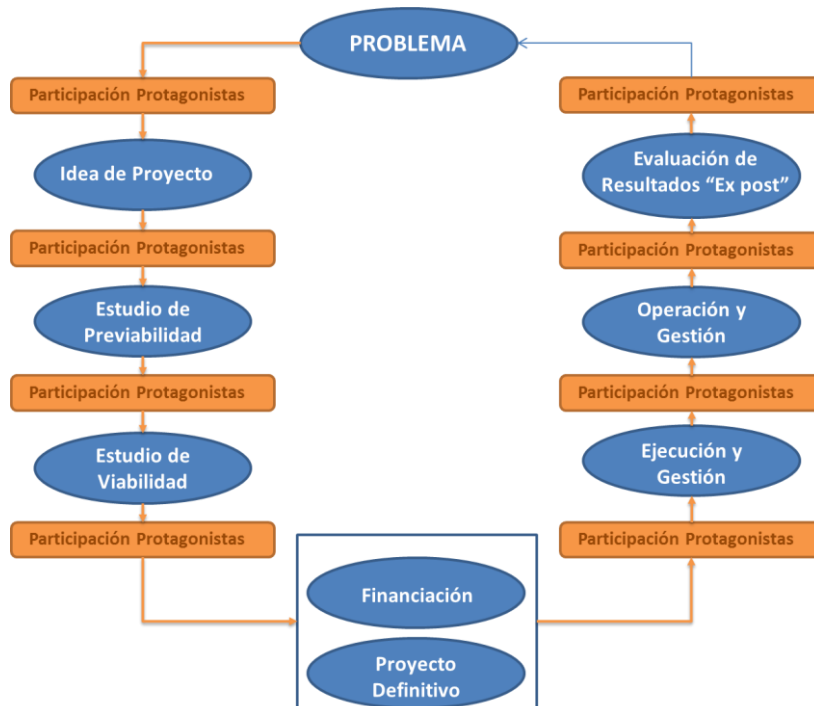 PROBLEMA
Participación Protagonistas
Idea de Proyecto
Participación Protagonistas
Estudio de
Previabilidad
Participación Protagonistas
Estudio de
Viabilidad
Participación Protagonistas
Financiación
Proyecto
Definitivo
Participación Protagonistas
Ejecución y
Gestión
Participación Protagonistas
Operación y
Gestión
Participación Protagonistas
Evaluación de
Resultados “Ex post”
Participación Protagonistas